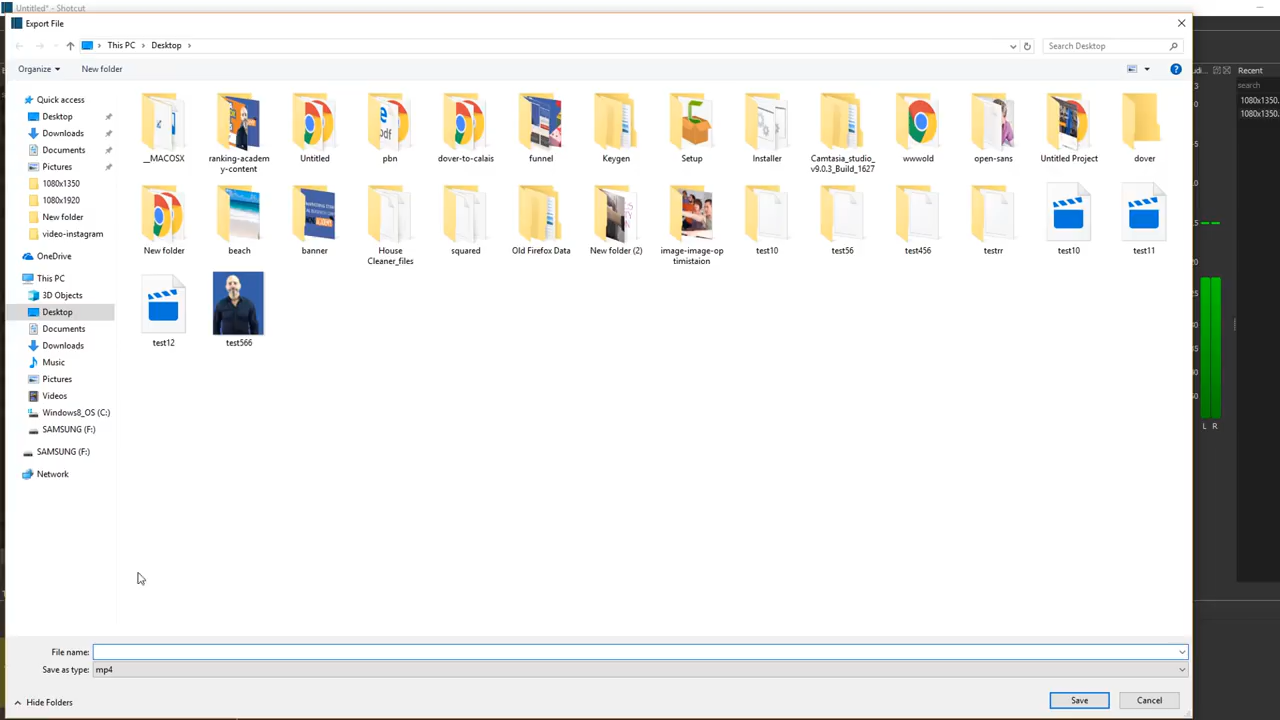 Untitled* - Shotcut
Export File
This PC
Desktop
Search Desktop
Organize
New folder
Quick access
Desktop
Downloads
Documents
Pictures
1080x1350
1080x1920
New folder
video-instagram
OneDrive
This PC
3D Objects
Desktop
Documents
Downloads
Music
Pictures
Videos
Windows8_OS (C:)
SAMSUNG (F:)
SAMSUNG (F:)
Network
__MACOSX
ranking-academ
y-content
Untitled
pbn
dover-to-calais
funnel
Keygen
Setup
Installer
Camtasia_studio_
v9.0.3_Build_1627
wwwold
open-sans
Untitled Project
dover
New folder
beach
banner
House
Cleaner_files
squared
Old Firefox Data
New folder (2)
image-image-op
timistaion
test10
test56
test456
testrr
test10
test11
test12
test566
File name:
Save as type:
mp4
Hide Folders
Save
Cancel
Recent
search
1080x1350.
1080x1350.
L R